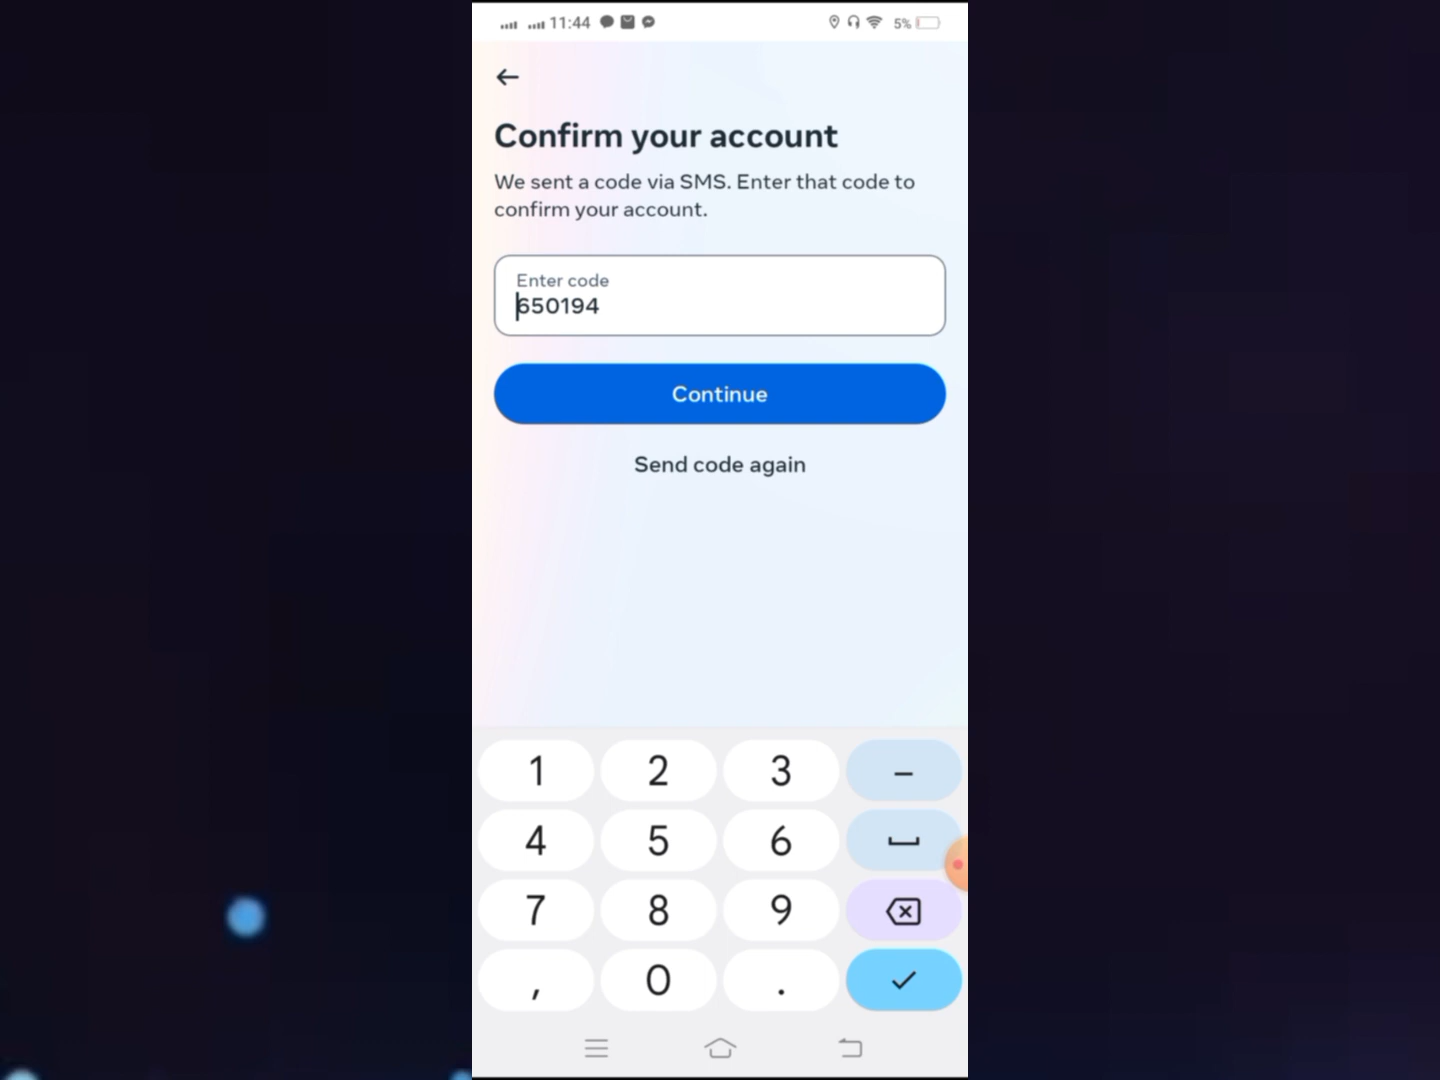 11:44
5%
Confirm your account
We sent a code via SMS. Enter that code to
confirm your account.
Enter code
650194
Continue
Send code again
1 2 3 –
4 5 6
7 8 9
, 0 .